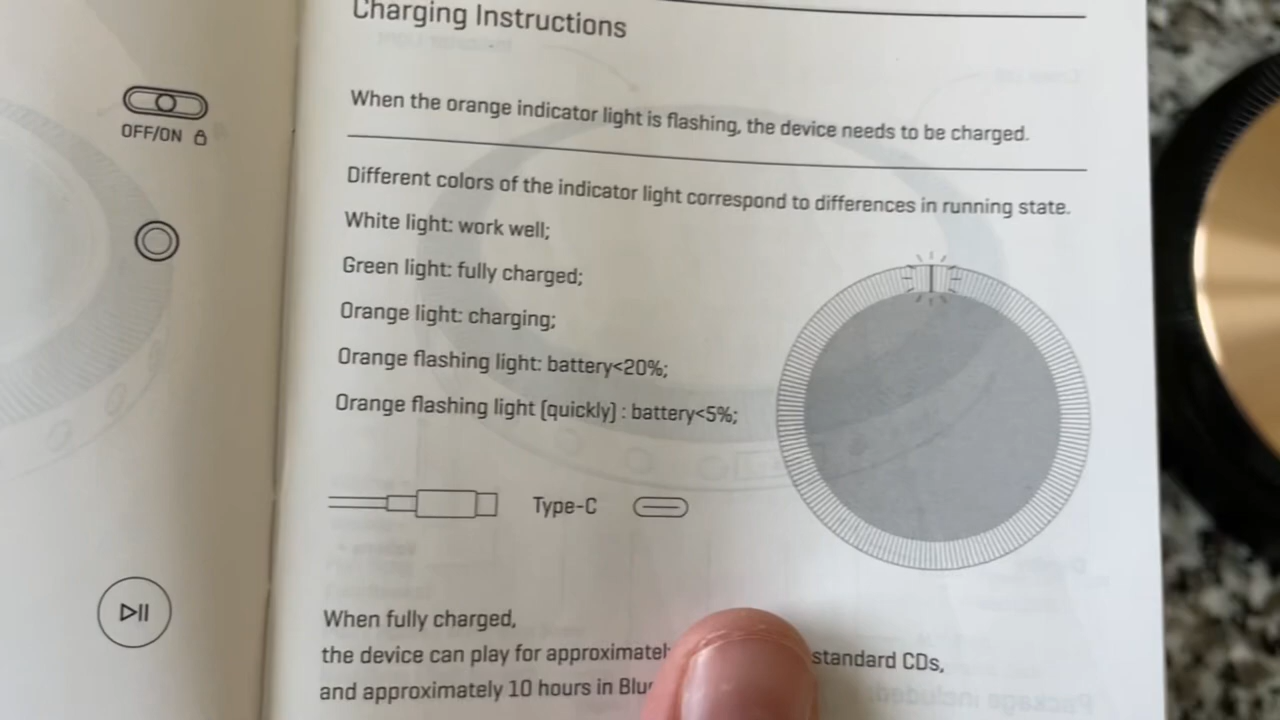 OFF/ON
Charging Instructions
When the orange indicator light is flashing, the device needs to be charged.
Different colors of the indicator light correspond to differences in running state.
White light: work well;
Green light: fully charged;
Orange light: charging;
Orange flashing light: battery<20%;
Orange flashing light (quickly) : battery<5%;
Type-C
When fully charged,
the device can play for standard CDs,
and approximately 10 hours in